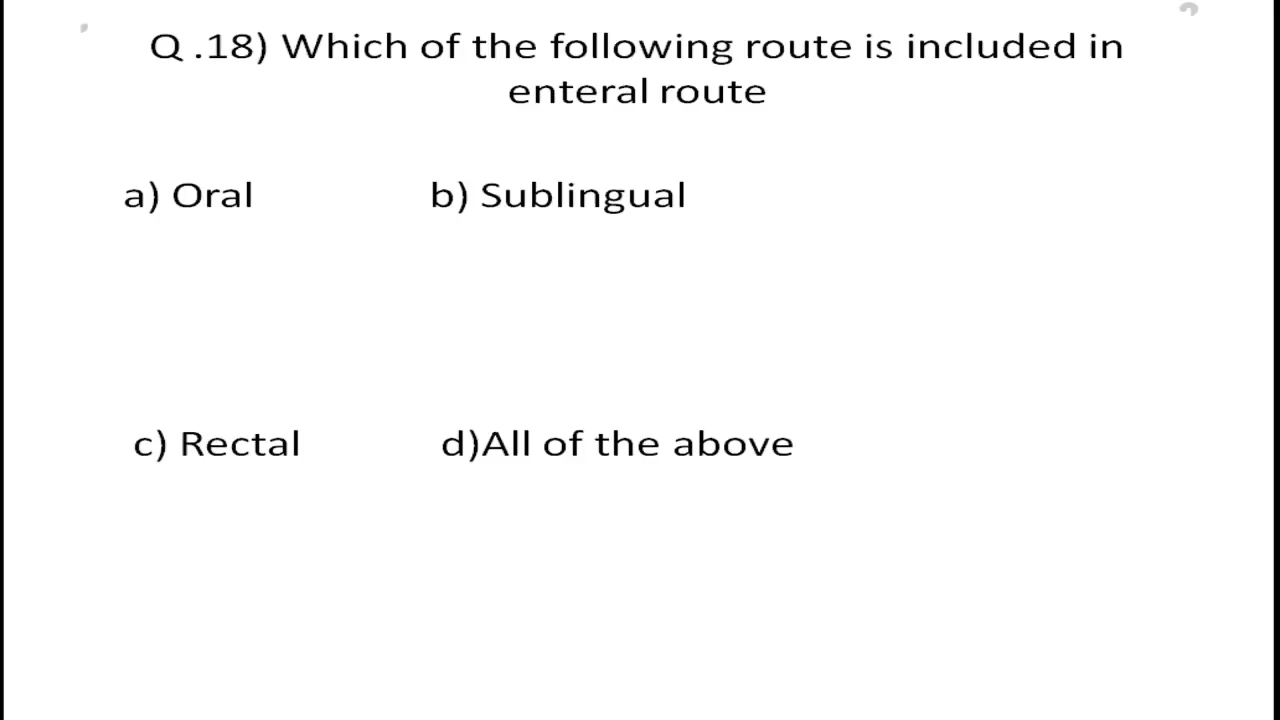 Q .18) Which of the following route is included in
enteral route
a) Oral b) Sublingual
c) Rectal d)All of the above